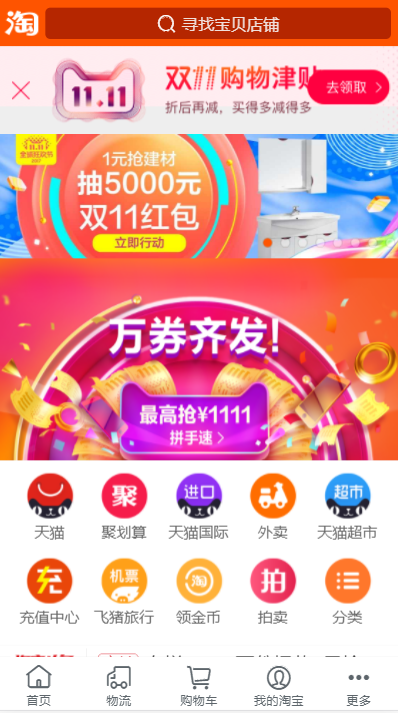 淘
寻找宝贝店铺
11.11
双11购物津贴
去领取
折后再减，买得多减得多
1元抢建材
抽5000元
双11红包
立即行动
万券齐发!
最高抢¥1111
拼手速
聚
进口
超市
天猫
聚划算
天猫国际
外卖
天猫超市
充
机票
淘
拍
充值中心
飞猪旅行
领金币
拍卖
分类
首页
物流
购物车
我的淘宝
更多